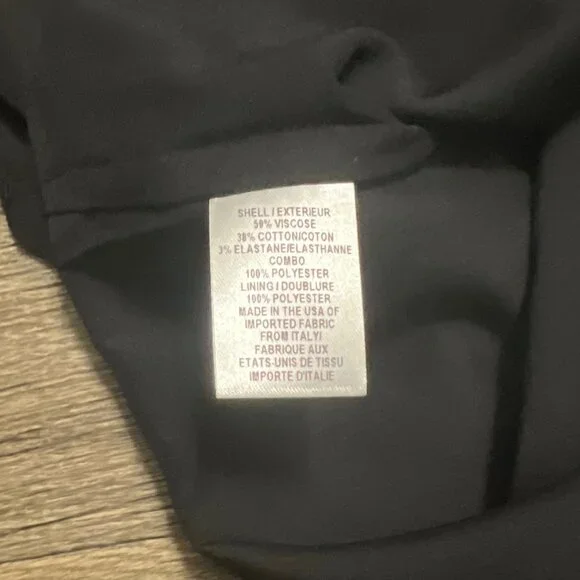 SHELL / EXTERIEUR
59% VISCOSE
38% COTTON/COTON
3% ELASTANE/ELASTHANNE
COMBO
100% POLYESTER
LINING / DOUBLURE
100% POLYESTER
MADE IN THE USA OF
IMPORTED FABRIC
FROM ITALY/
FABRIQUE AUX
ETATS-UNIS DE TISSU
IMPORTE D'ITALIE